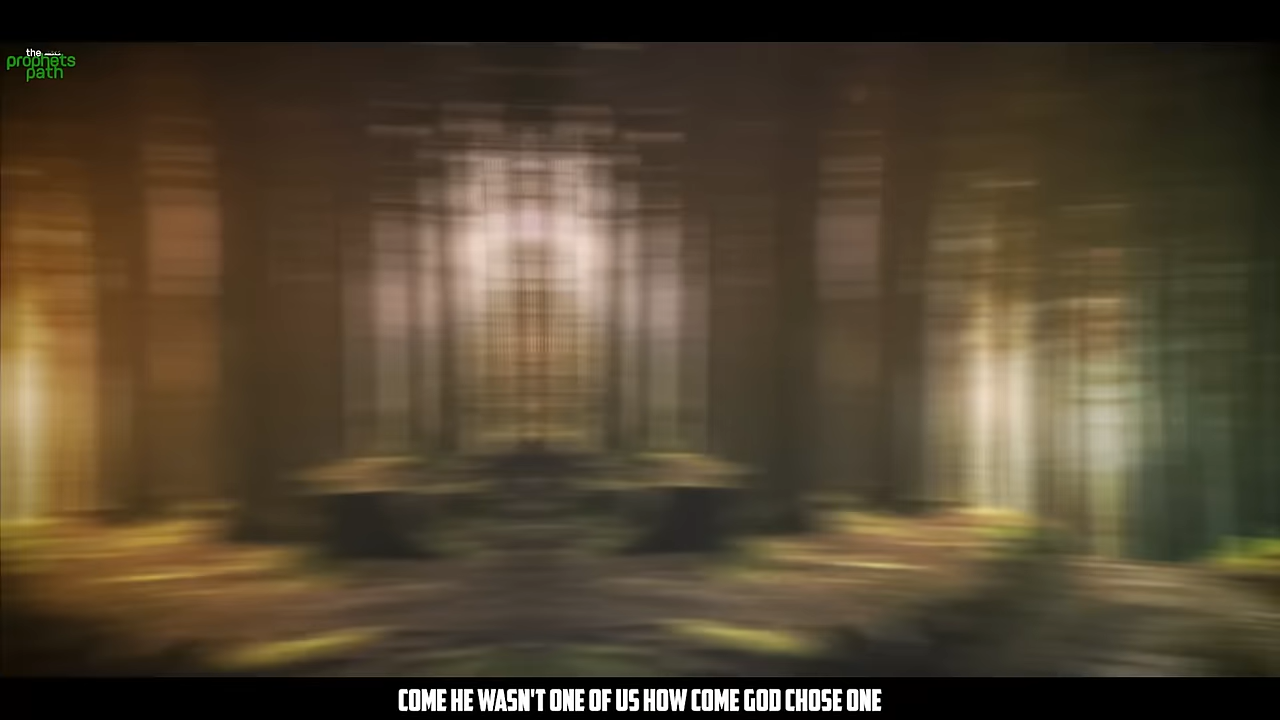 the
prophets
path
COME HE WASN'T ONE OF US HOW COME GOD CHOSE ONE